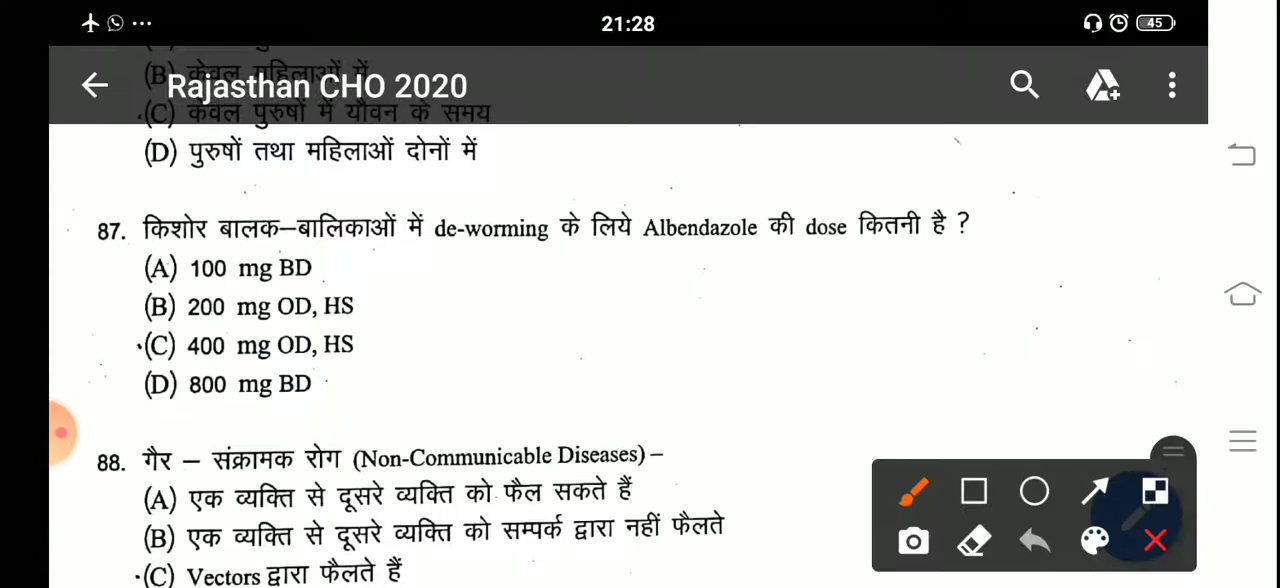 21:28
45
Rajasthan CHO 2020
(B) केवल महिलाओं में
(C) केवल पुरुषों में यौवन के समय
(D) पुरुषों तथा महिलाओं दोनों में
87. किशोर बालक–बालिकाओं में de-worming के लिये Albendazole की dose कितनी है ?
(A) 100 mg BD
(B) 200 mg OD, HS
(C) 400 mg OD, HS
(D) 800 mg BD
88. गैर – संक्रामक रोग (Non-Communicable Diseases) –
(A) एक व्यक्ति से दूसरे व्यक्ति को फैल सकते हैं
(B) एक व्यक्ति से दूसरे व्यक्ति को सम्पर्क द्वारा नहीं फैलते
(C) Vectors द्वारा फैलते हैं